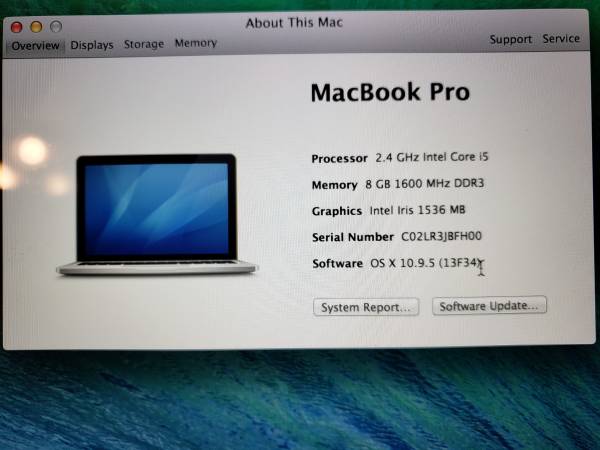 About This Mac
Overview Displays Storage Memory Support Service
MacBook Pro
Processor 2.4 GHz Intel Core i5
Memory 8 GB 1600 MHz DDR3
Graphics Intel Iris 1536 MB
Serial Number C02LR3JBFH00
Software OS X 10.9.5 (13F34)
System Report... Software Update...